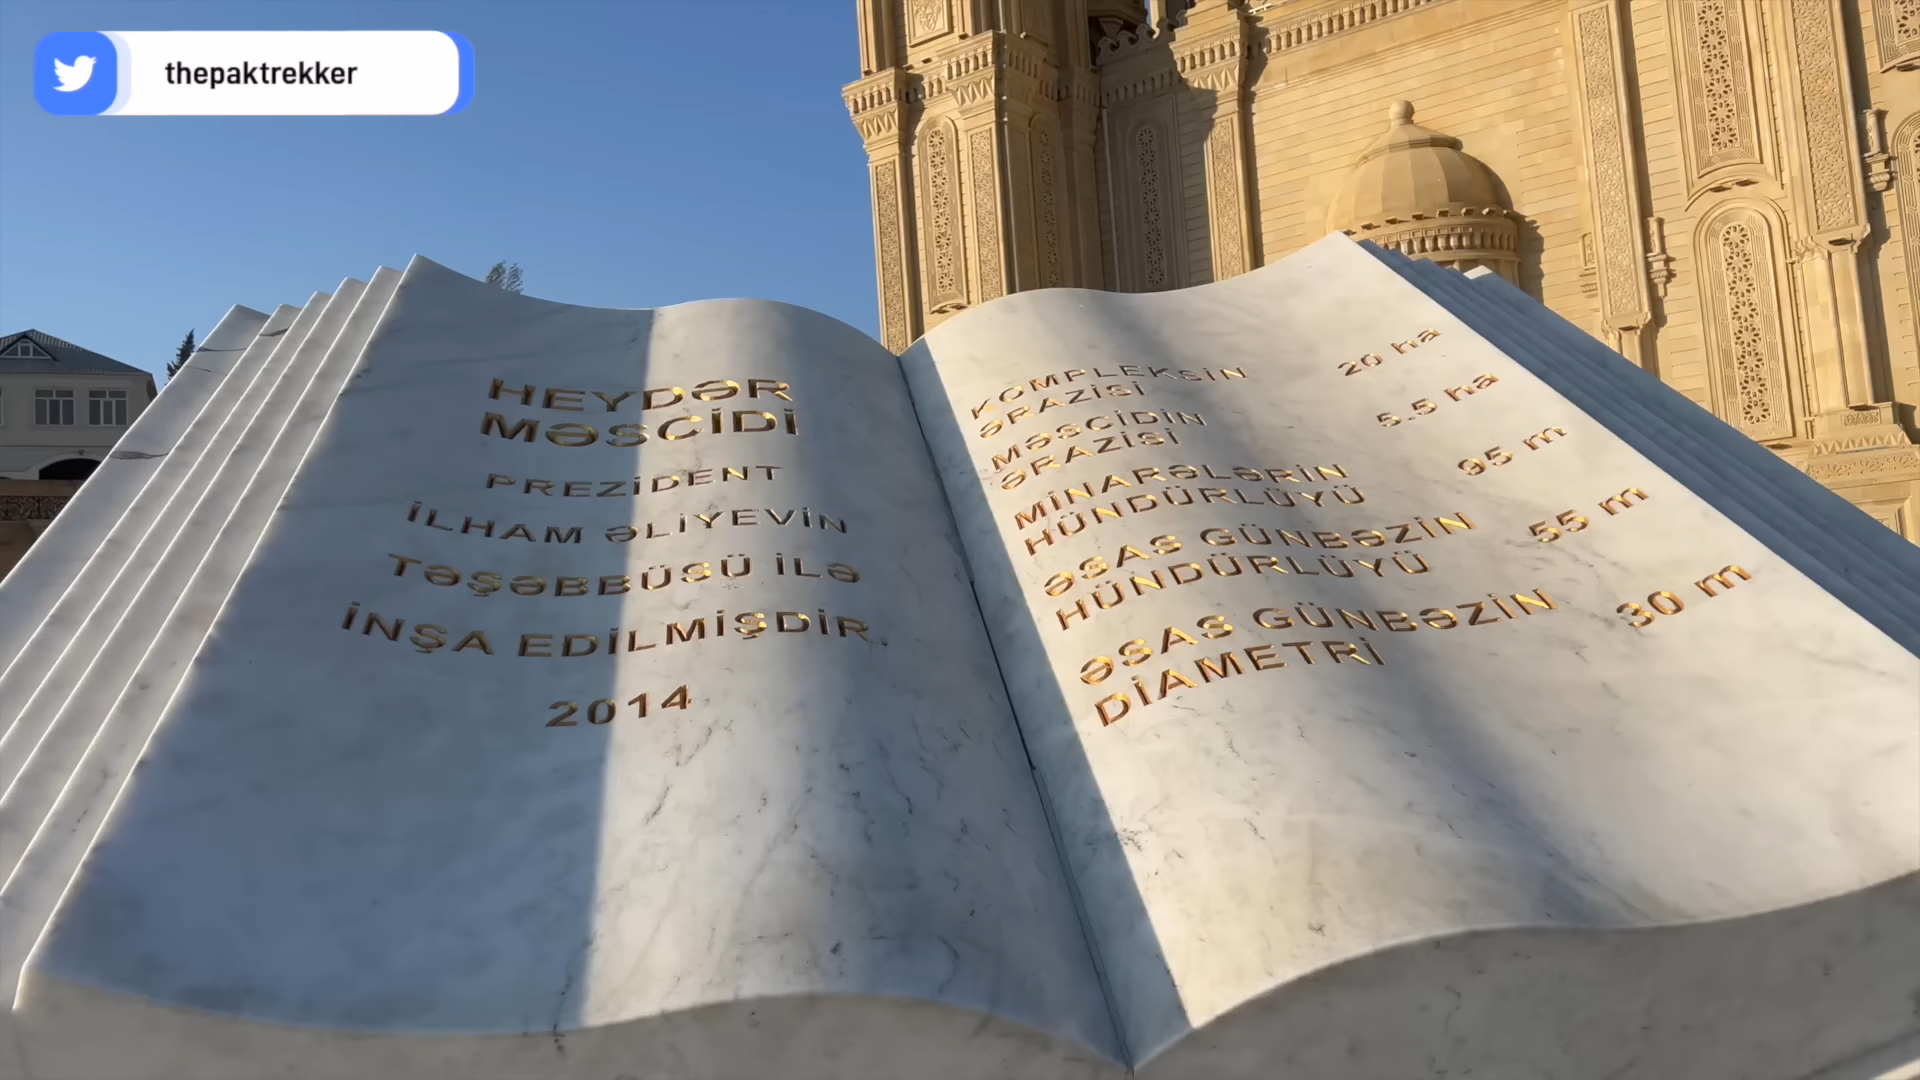 thepaktrekker
HEYDƏR
MƏSCİDİ
PREZİDENT
İLHAM ƏLİYEVİN
TƏŞƏBBÜSÜ İLƏ
İNŞA EDİLMİŞDİR
2014
KOMPLEKSİN
ƏRAZİSİ 20 ha
MƏSCİDİN
ƏRAZİSİ 5.5 ha
MİNARƏLƏRİN
HÜNDÜRLÜYÜ 95 m
ƏSAS GÜNBƏZİN
HÜNDÜRLÜYÜ 55 m
ƏSAS GÜNBƏZİN
DİAMETRİ 30 m